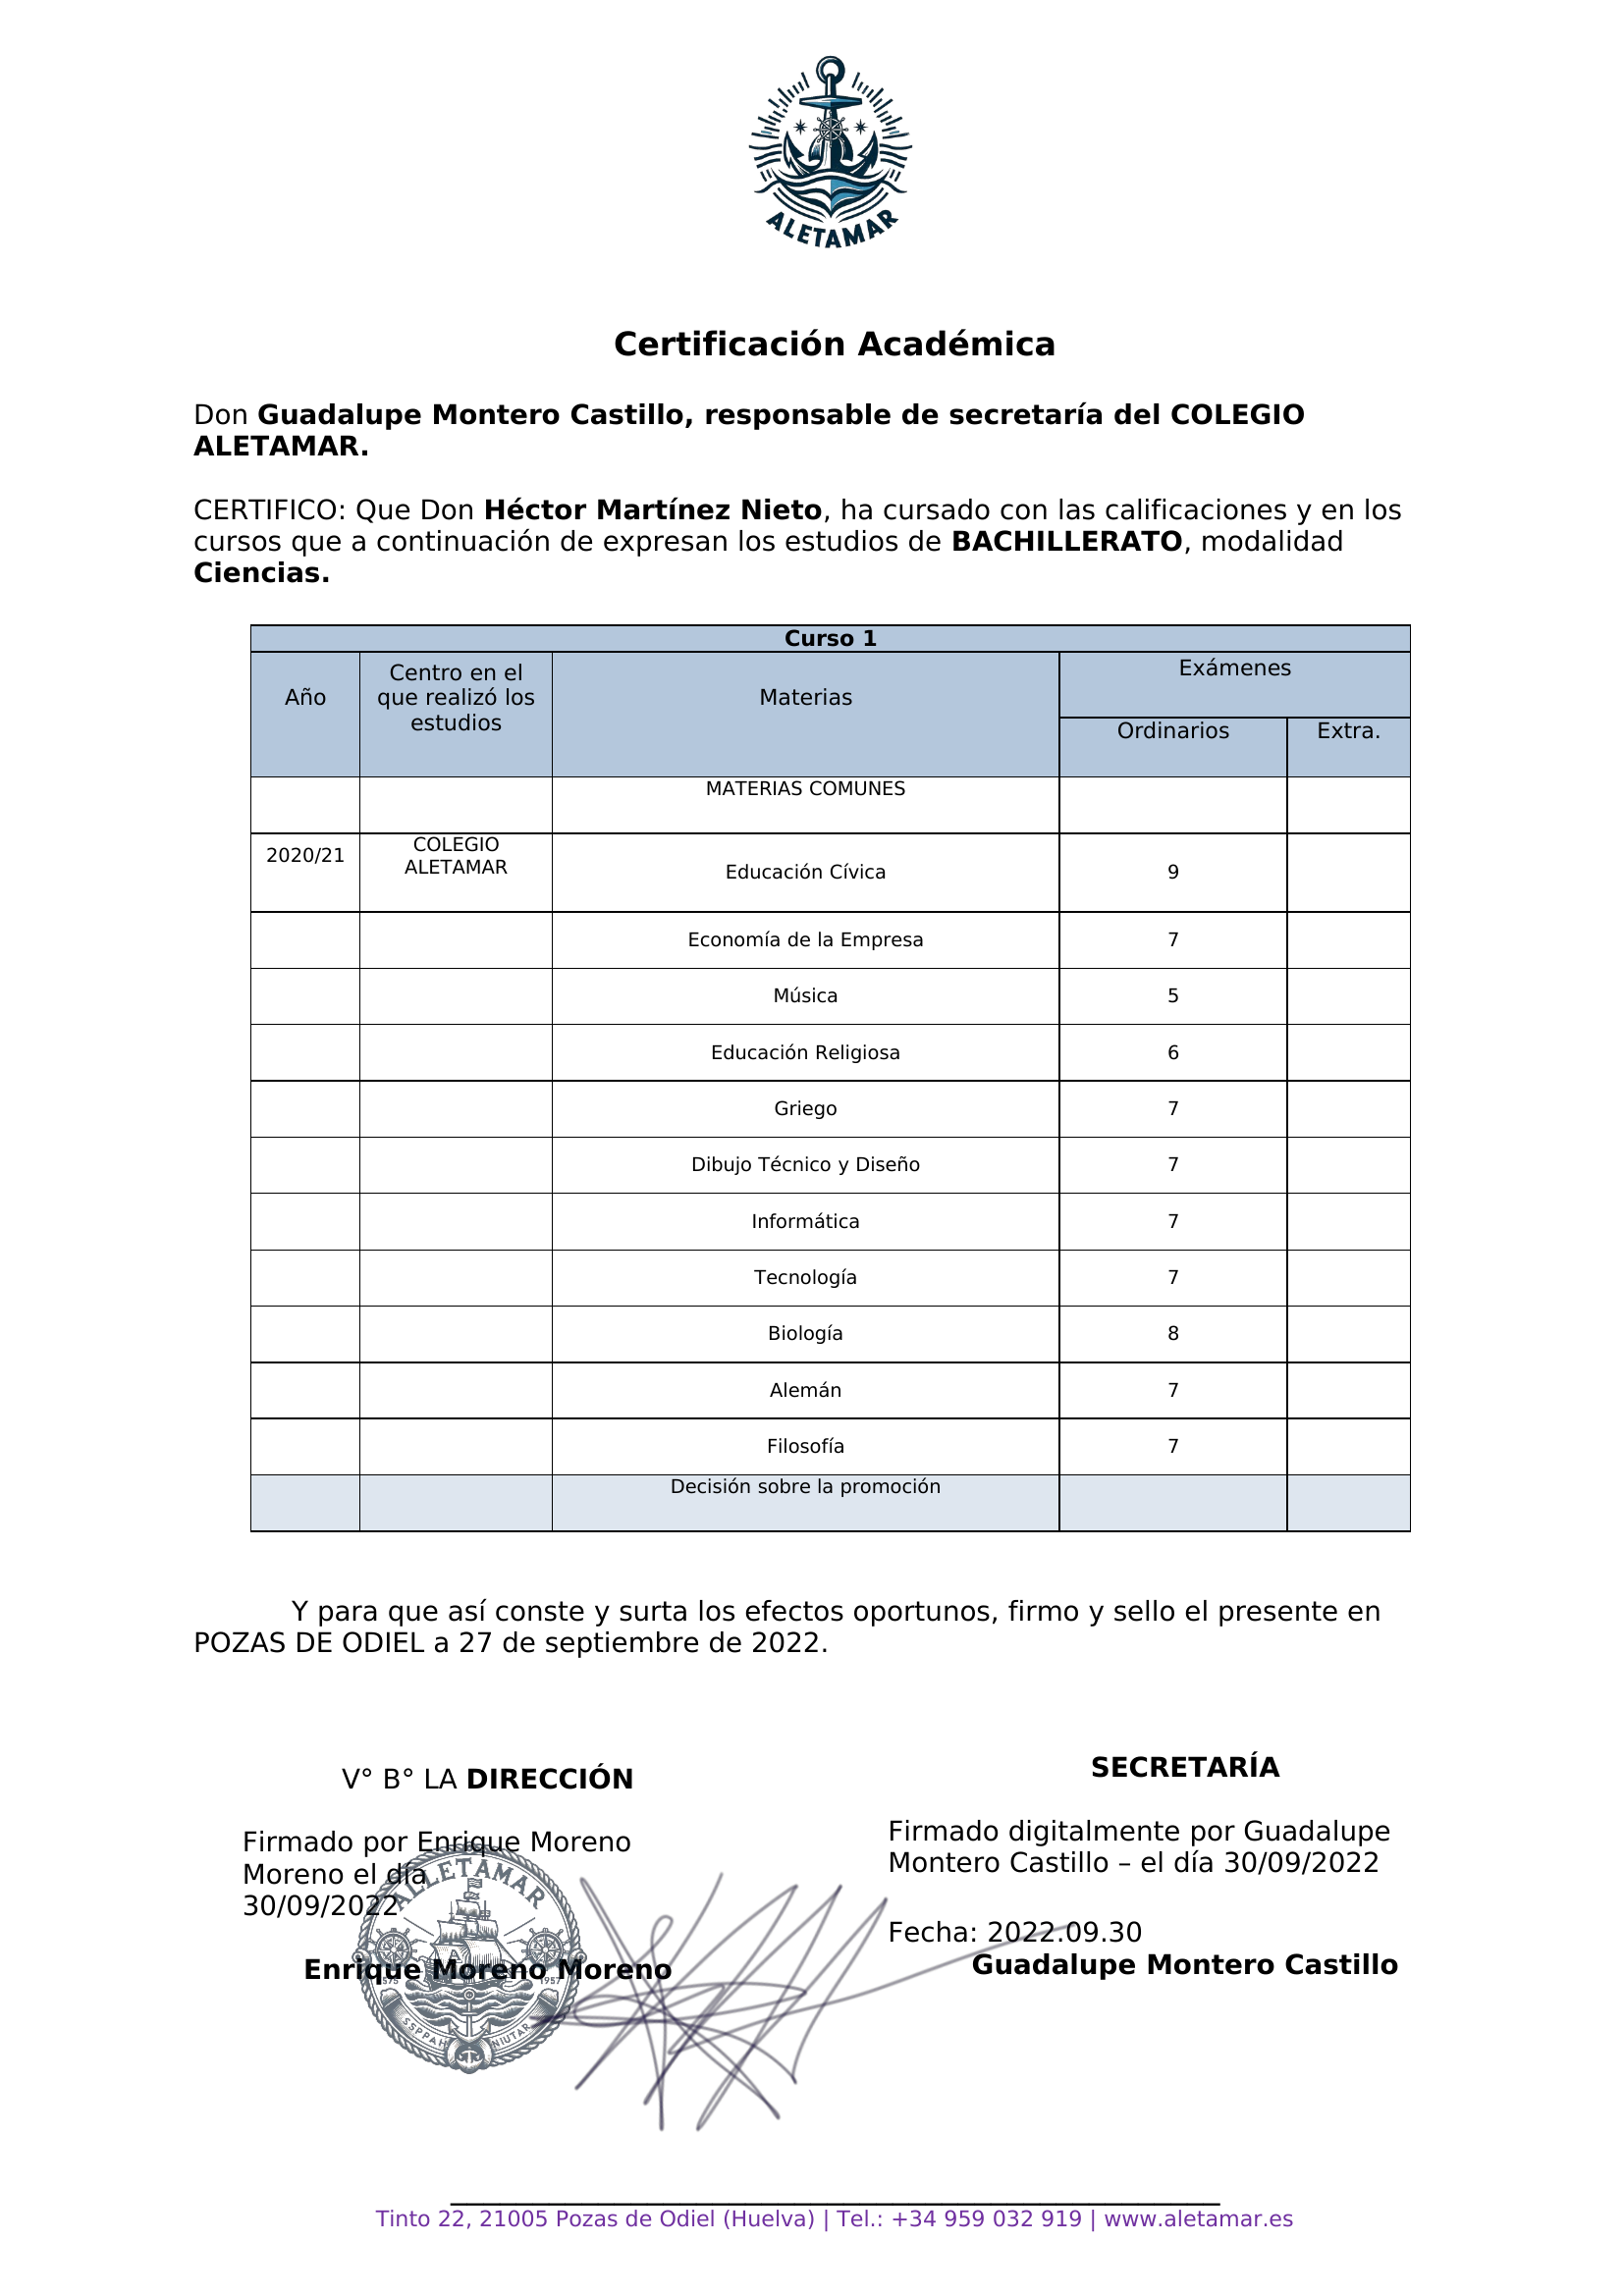 ALETAMAR
Certificación Académica
Don Guadalupe Montero Castillo, responsable de secretaría del COLEGIO
ALETAMAR.
CERTIFICO: Que Don Héctor Martínez Nieto, ha cursado con las calificaciones y en los
cursos que a continuación de expresan los estudios de BACHILLERATO, modalidad
Ciencias.
Curso 1
Año
Centro en el
que realizó los
estudios
Materias
Exámenes
Ordinarios
Extra.
MATERIAS COMUNES
2020/21
COLEGIO
ALETAMAR
Educación Cívica 9
Economía de la Empresa 7
Música 5
Educación Religiosa 6
Griego 7
Dibujo Técnico y Diseño 7
Informática 7
Tecnología 7
Biología 8
Alemán 7
Filosofía 7
Decisión sobre la promoción
Y para que así conste y surta los efectos oportunos, firmo y sello el presente en
POZAS DE ODIEL a 27 de septiembre de 2022.
V° B° LA DIRECCIÓN
Firmado por Enrique Moreno
Moreno el día
30/09/2022
Enrique Moreno Moreno
ALLETAMAR
1957
SECRETARÍA
Firmado digitalmente por Guadalupe
Montero Castillo – el día 30/09/2022
Fecha: 2022.09.30
Guadalupe Montero Castillo
Tinto 22, 21005 Pozas de Odiel (Huelva) | Tel.: +34 959 032 919 | www.aletamar.es